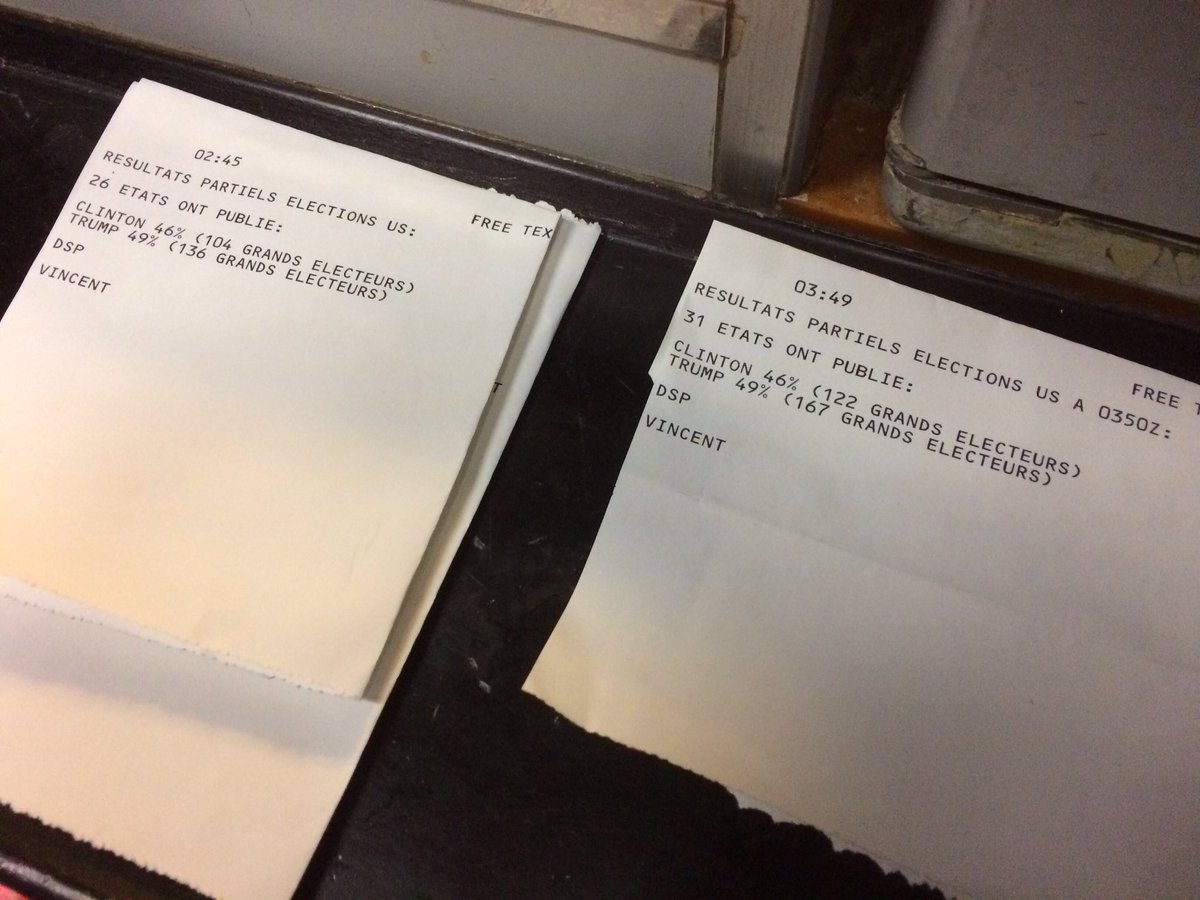 02:45
FREE TEX
RESULTATS PARTIELS ELECTIONS US:
26 ETATS ONT PUBLIE:
CLINTON 46% (104 GRANDS ELECTEURS)
TRUMP 49% (136 GRANDS ELECTEURS)
DSP
VINCENT
T
03:49
FREE T
RESULTATS PARTIELS ELECTIONS US A 0350Z:
31 ETATS ONT PUBLIE:
CLINTON 46% (122 GRANDS ELECTEURS)
TRUMP 49% (167 GRANDS ELECTEURS)
DSP
VINCENT